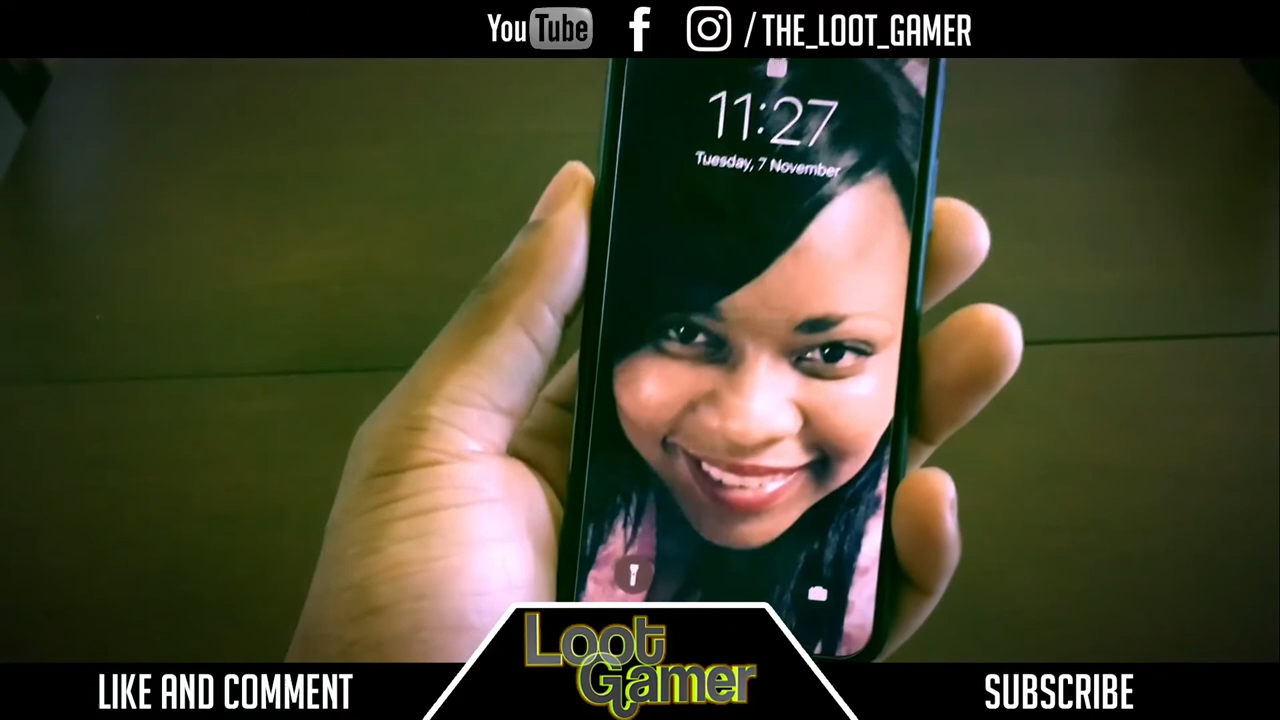 YouTube f / THE_LOOT_GAMER
11:27
Tuesday, 7 November
Loot
Gamer
LIKE AND COMMENT
SUBSCRIBE